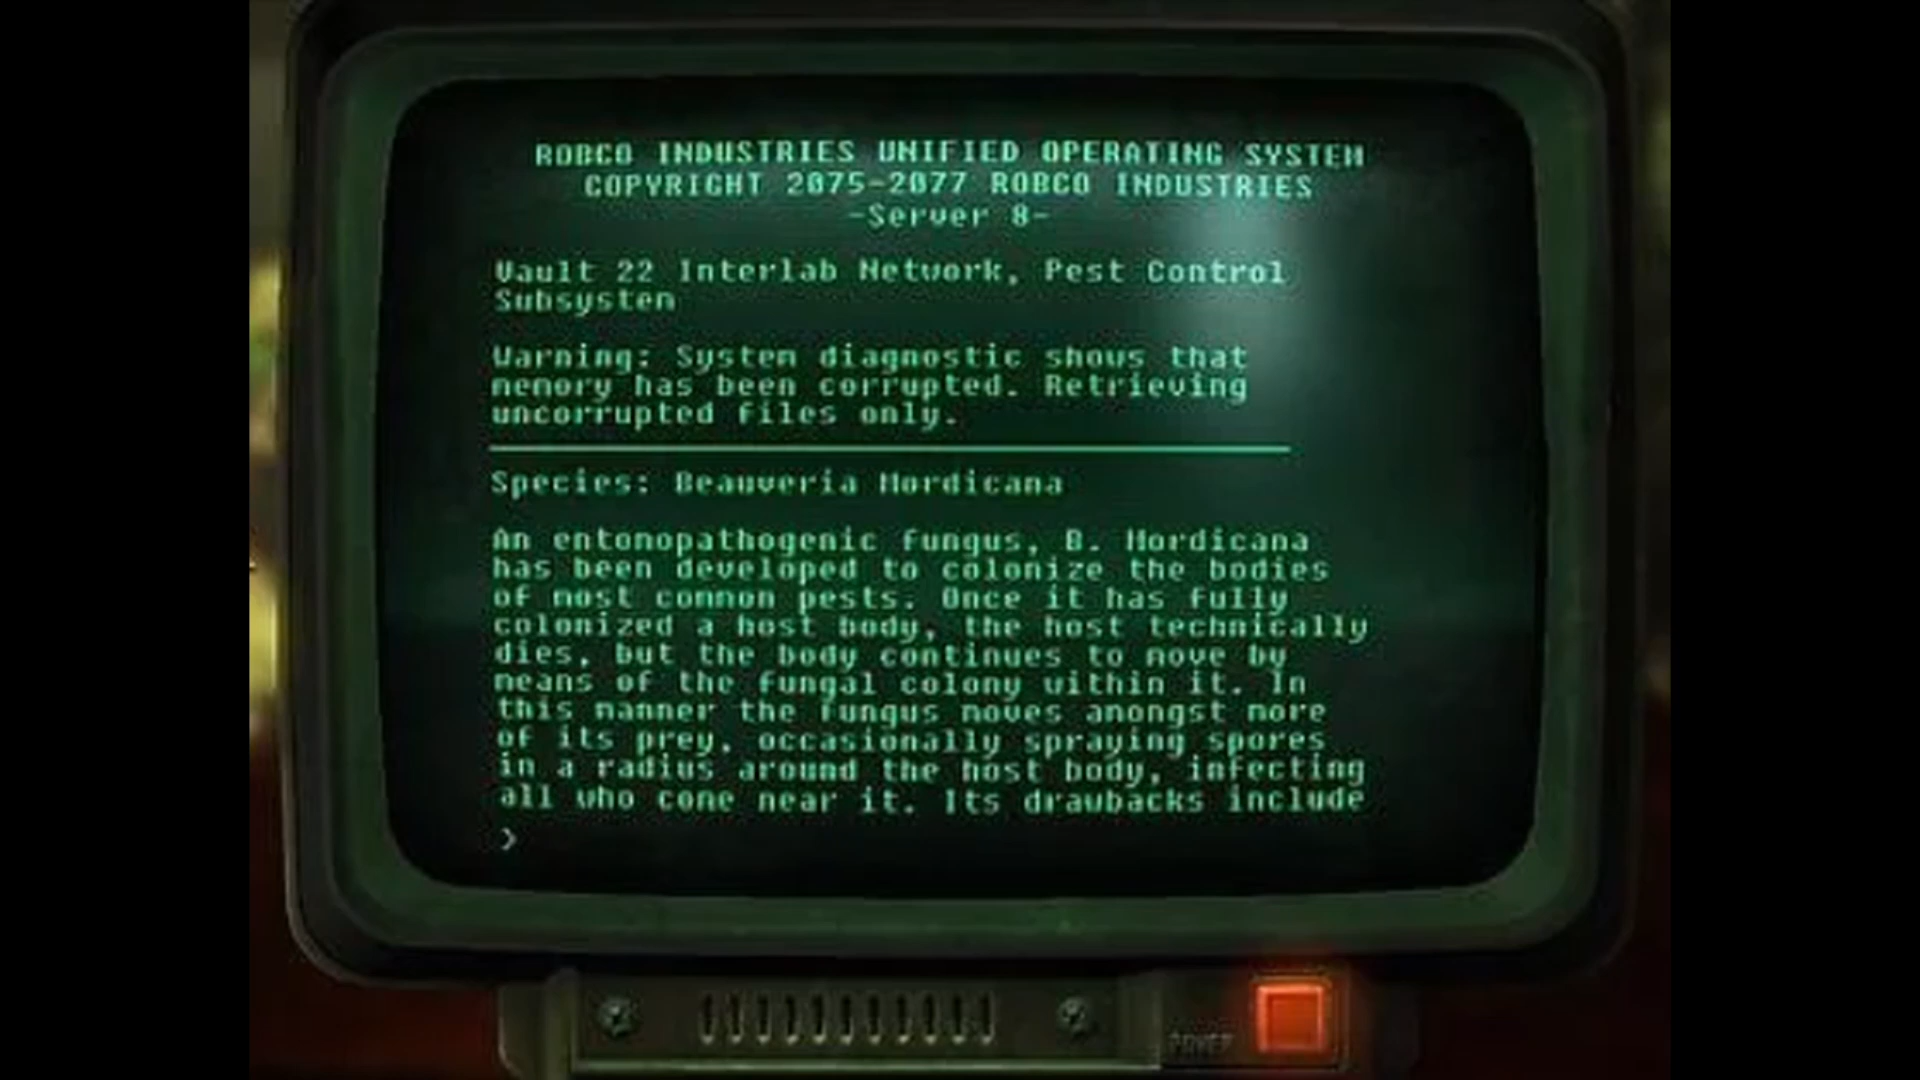 ROBCO INDUSTRIES UNIFIED OPERATING SYSTEM
COPYRIGHT 2075-2077 ROBCO INDUSTRIES
-Server 8-
Vault 22 Interlab Network, Pest Control
Subsystem
Warning: System diagnostic shows that
memory has been corrupted. Retrieving
uncorrupted files only.
Species: Beauveria Mordicana
An entomopathogenic fungus, B. Mordicana
has been developed to colonize the bodies
of most common pests. Once it has fully
colonized a host body, the host technically
dies, but the body continues to move by
means of the fungal colony within it. In
this manner the fungus moves amongst more
of its prey, occasionally spraying spores
in a radius around the host body, infecting
all who come near it. Its drawbacks include
>
POWER